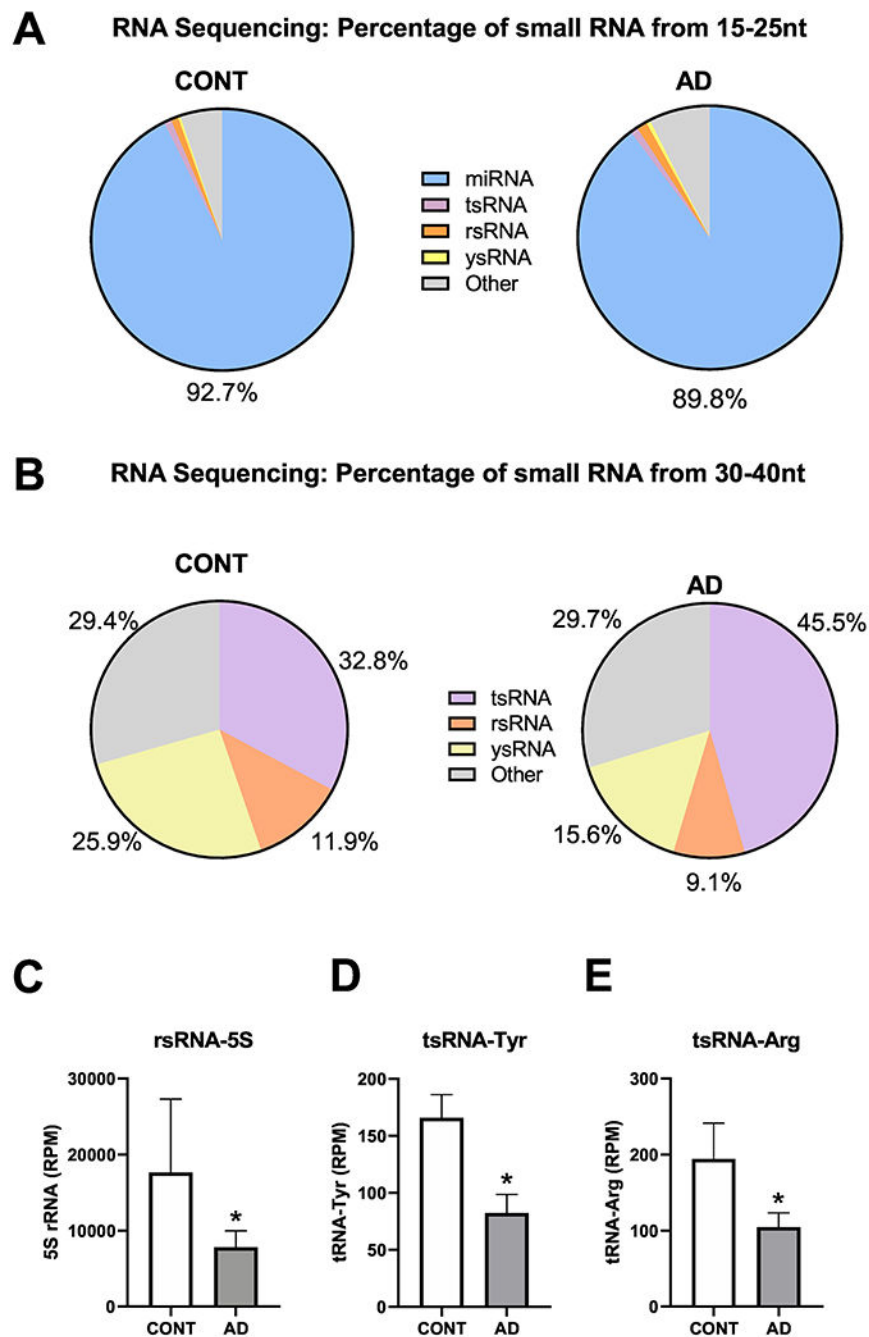 A
RNA Sequencing: Percentage of small RNA from 15-25nt
CONT
AD
miRNA
tsRNA
rsRNA
ysRNA
Other
92.7%
89.8%
B
RNA Sequencing: Percentage of small RNA from 30-40nt
CONT
AD
29.4%
32.8%
25.9%
11.9%
tsRNA
rsRNA
ysRNA
Other
29.7%
45.5%
15.6%
9.1%
C
rsRNA-5S
5S rRNA (RPM)
30000
20000
10000
0
*
CONT
AD
D
tsRNA-Tyr
tRNA-Tyr (RPM)
200
150
100
50
0
*
CONT
AD
E
tsRNA-Arg
tRNA-Arg (RPM)
300
200
100
0
*
CONT
AD